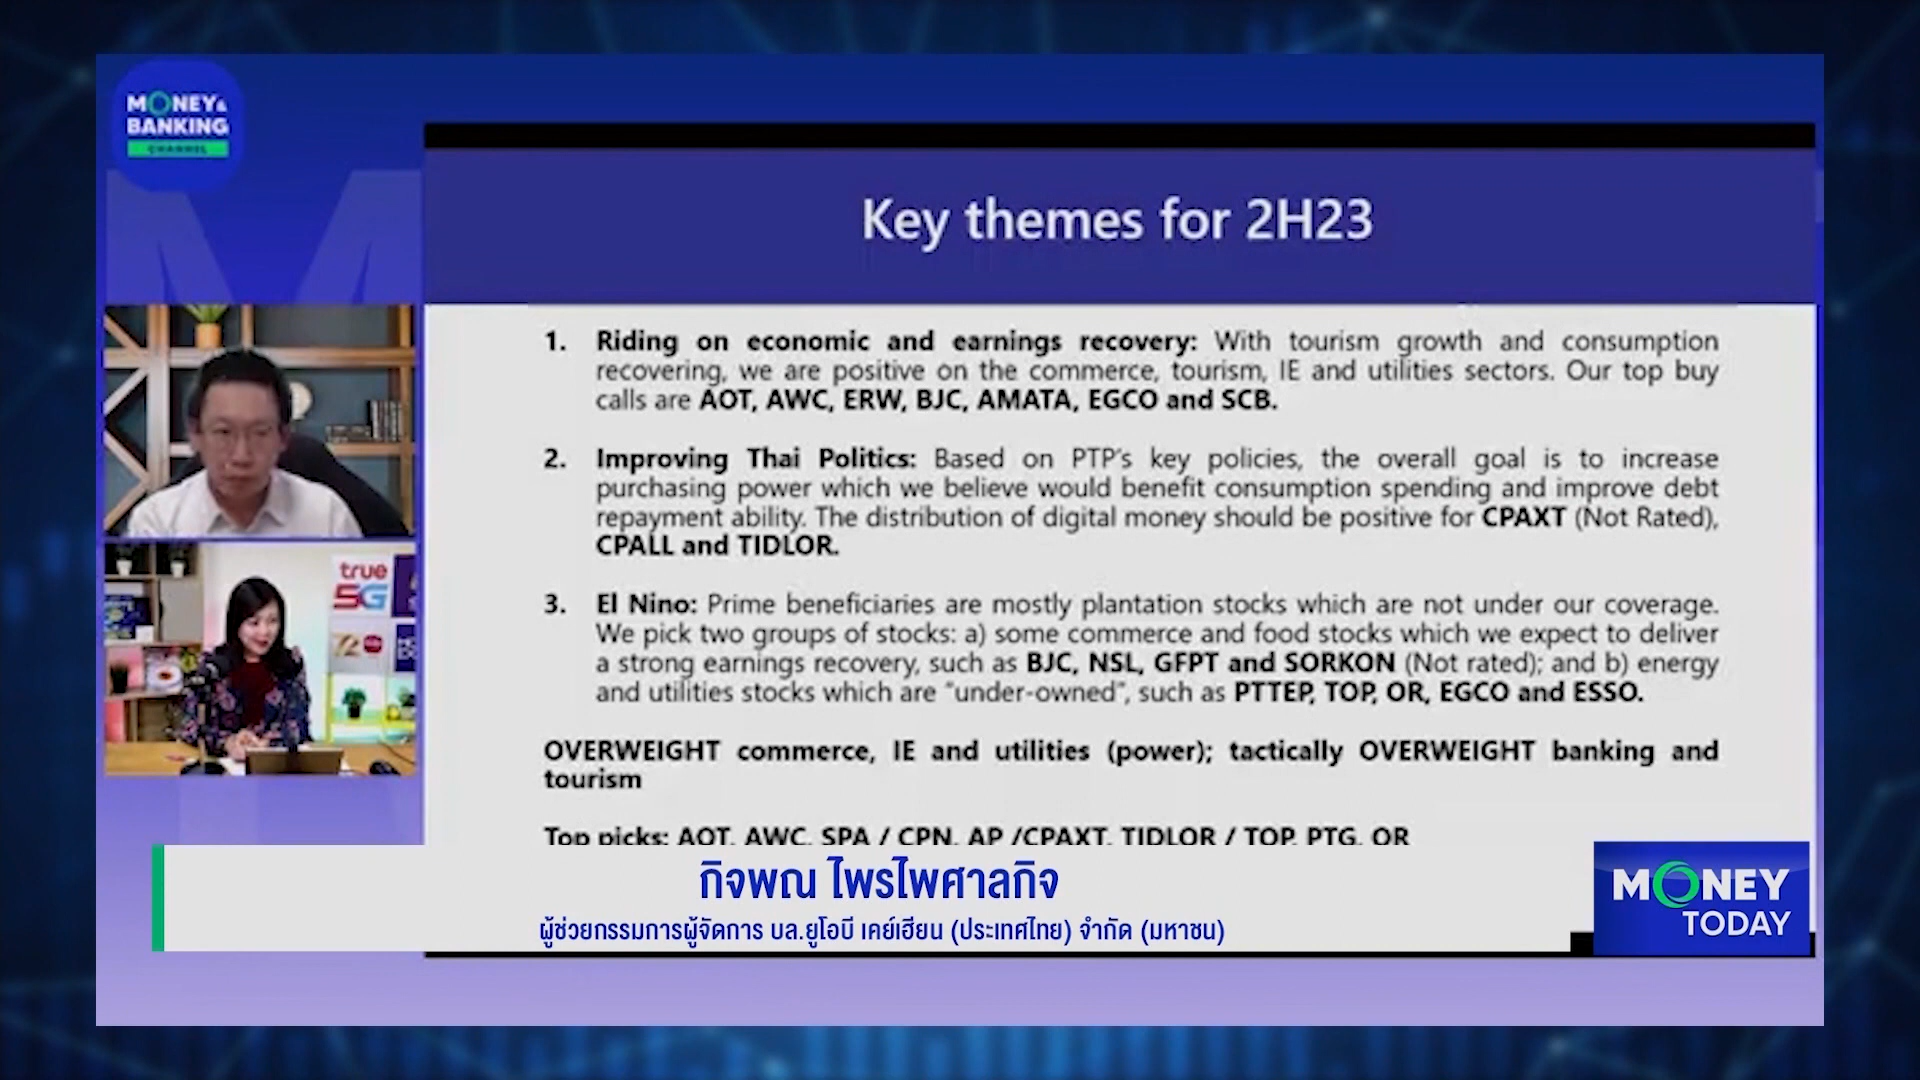 MONEY&
BANKING
CHANNEL
Key themes for 2H23
1. Riding on economic and earnings recovery: With tourism growth and consumption
recovering, we are positive on the commerce, tourism, IE and utilities sectors. Our top buy
calls are AOT, AWC, ERW, BJC, AMATA, EGCO and SCB.
2. Improving Thai Politics: Based on PTP's key policies, the overall goal is to increase
purchasing power which we believe would benefit consumption spending and improve debt
repayment ability. The distribution of digital money should be positive for CPAXT (Not Rated),
CPALL and TIDLOR.
3. El Nino: Prime beneficiaries are mostly plantation stocks which are not under our coverage.
We pick two groups of stocks: a) some commerce and food stocks which we expect to deliver
a strong earnings recovery, such as BJC, NSL, GFPT and SORKON (Not rated); and b) energy
and utilities stocks which are "under-owned", such as PTTEP, TOP, OR, EGCO and ESSO.
OVERWEIGHT commerce, IE and utilities (power); tactically OVERWEIGHT banking and
tourism
Top picks: AOT, AWC, SPA / CPN, AP /CPAXT, TIDLOR / TOP, PTG, OR
true
5G
กิจพณ ไพรไพศาลกิจ
ผู้ช่วยกรรมการผู้จัดการ บล.ยูโอบี เคย์เฮียน (ประเทศไทย) จำกัด (มหาชน)
MONEY
TODAY